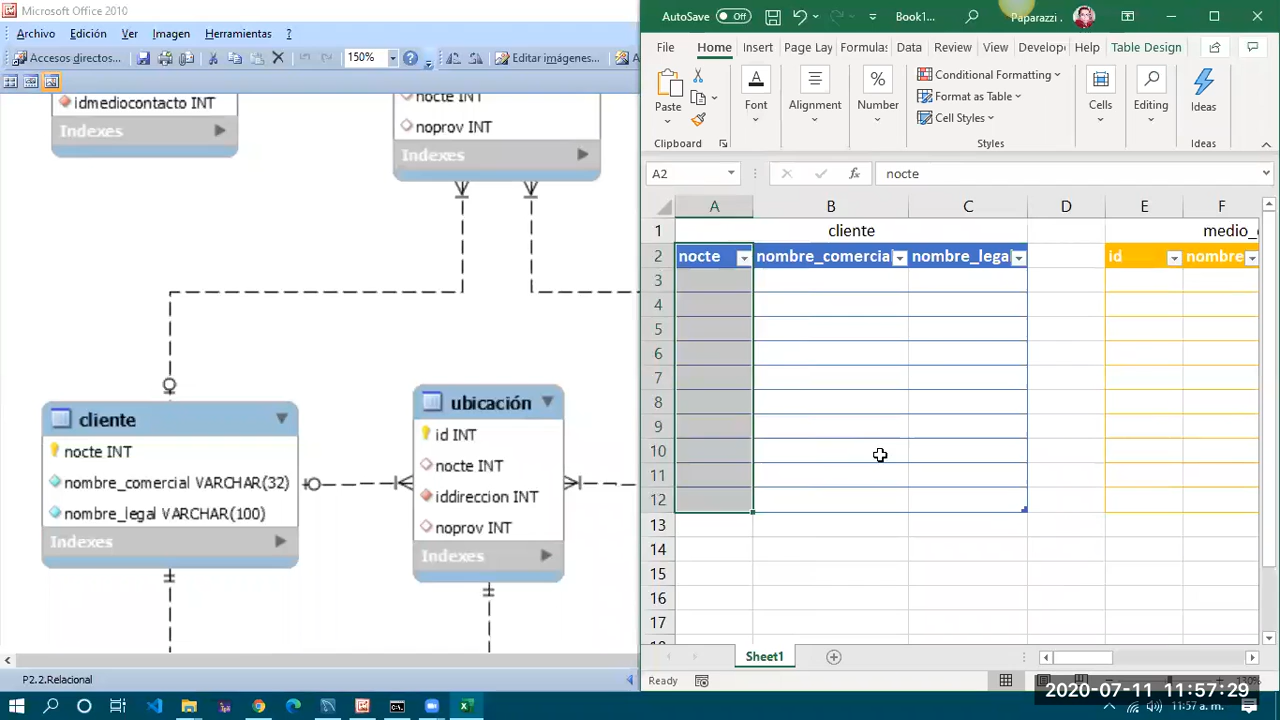 Microsoft Office 2010
Archivo Edición Ver Imagen Herramientas ?
Accesos directos... 150% Editar imágenes... A
idmediocontacto INT
Indexes
nocte INT
noprov INT
Indexes
cliente
nocte INT
nombre_comercial VARCHAR(32)
nombre_legal VARCHAR(100)
Indexes
ubicación
id INT
nocte INT
iddireccion INT
noprov INT
Indexes
P2.2.Relacional
AutoSave Off Book1... Paparazzi .
File Home Insert Page Lay Formulas Data Review View Help Table Design
Paste
Clipboard
Font
Alignment
Number
Conditional Formatting
Format as Table
Cell Styles
Styles
Cells
Editing
Ideas
Ideas
A2 fx nocte
A B C D E F
1 cliente medio_
2 nocte nombre_comercia nombre_lega id nombre
3
4
5
6
7
8
9
10
11
12
13
14
15
16
17
Sheet1
Ready
2020-07-11 11:57:29
11:57 a. m.